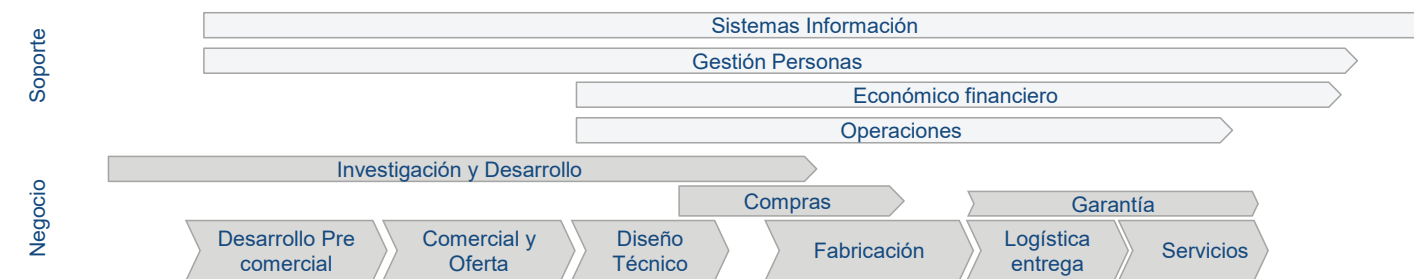 Soporte
Sistemas Información
Gestión Personas
Económico financiero
Operaciones
Negocio
Investigación y Desarrollo
Compras
Garantía
Desarrollo Pre
comercial
Comercial y
Oferta
Diseño
Técnico
Fabricación
Logística
entrega
Servicios